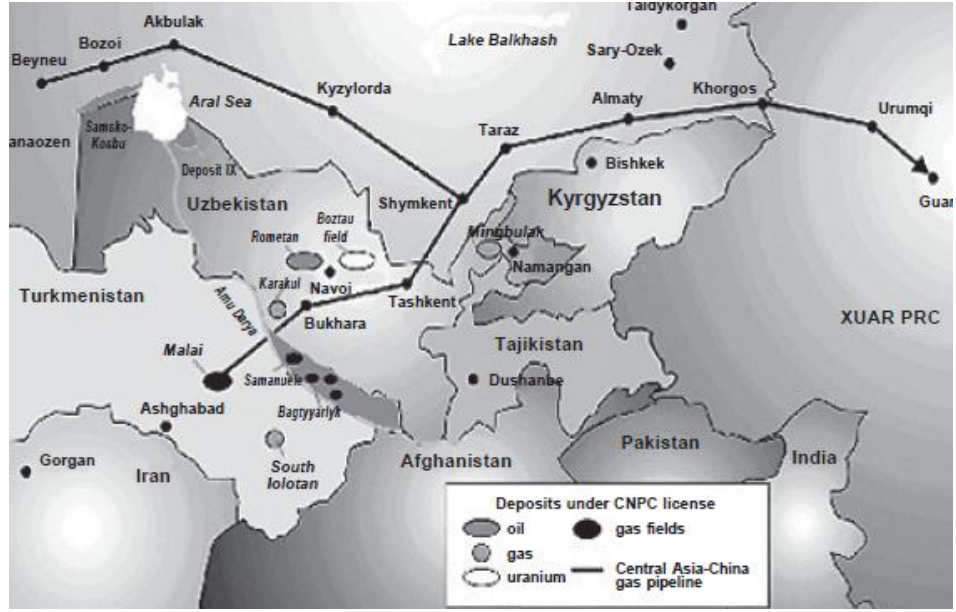 Taldykorgan
Akbulak
Lake Balkhash
Bozoi
Sary-Ozek
Beyneu
Khorgos
Aral Sea
Kyzylorda
Almaty
Urumqi
Samsko-
Kosbu
anaozen
Taraz
Deposit IX
Bishkek
Guan
Uzbekistan
Shymkent
Kyrgyzstan
Boztau
field
Rometan
Mingbulak
Namangan
Turkmenistan
Karakul
Navoi
Tashkent
Amu Derya
Bukhara
XUAR PRC
Malai
Tajikistan
Samanuele
Dushanbe
Bagtyyarlyk
Ashghabad
Pakistan
Gorgan
Iran
South
Iolotan
Afghanistan
India
Deposits under CNPC license
oil
gas fields
gas
uranium
Central Asia-China
gas pipeline